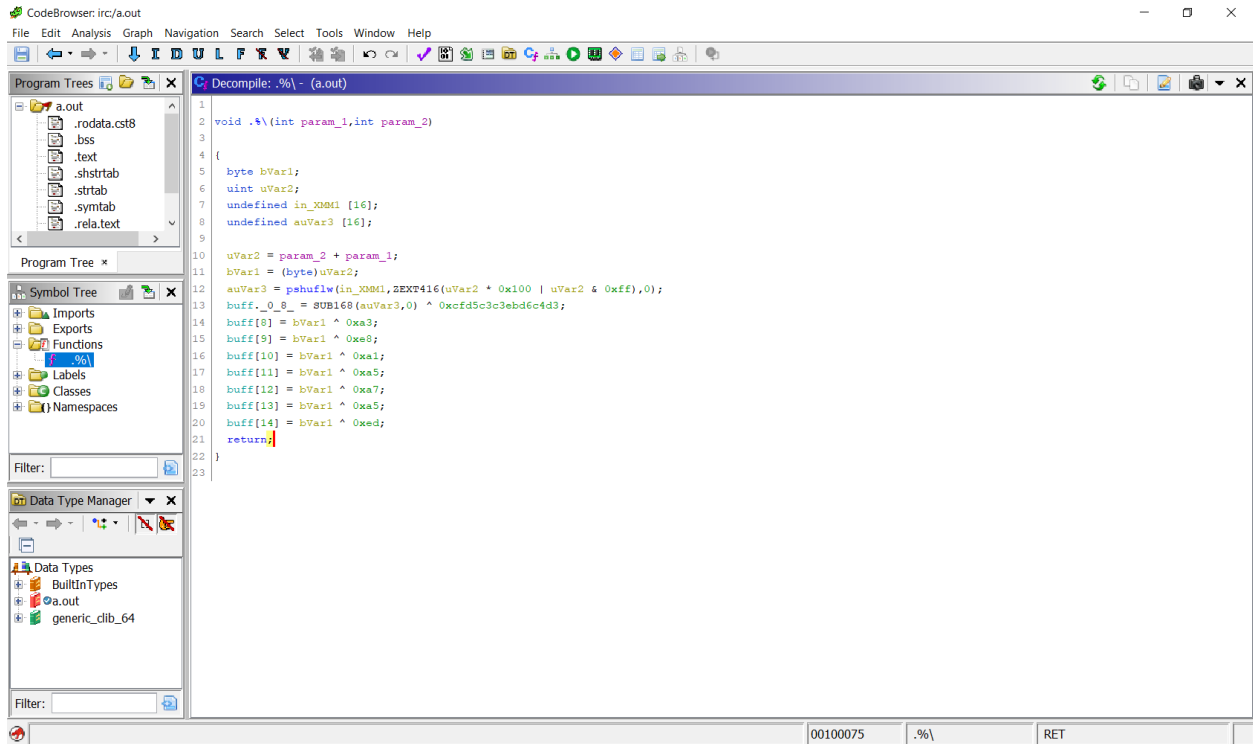 CodeBrowser: irc:/a.out
File Edit Analysis Graph Navigation Search Select Tools Window Help
I D U L F
Program Trees
a.out
.rodata.cst8
.bss
.text
.shstrtab
.strtab
.symtab
.rela.text
Program Tree ×
Symbol Tree
Imports
Exports
Functions
f .%\
Labels
Classes
Namespaces
Filter:
Data Type Manager
Data Types
BuiltInTypes
a.out
generic_clib_64
Filter:
Decompile: .%\ - (a.out)
1
2 void .%\(int param_1,int param_2)
3
4 {
5 byte bVar1;
6 uint uVar2;
7 undefined in_XMM1 [16];
8 undefined auVar3 [16];
9
10 uVar2 = param_2 + param_1;
11 bVar1 = (byte)uVar2;
12 auVar3 = pshuflw(in_XMM1,ZEXT416(uVar2 * 0x100 | uVar2 & 0xff),0);
13 buff._0_8_ = SUB168(auVar3,0) ^ 0xcfd5c3c3ebd6c4d3;
14 buff[8] = bVar1 ^ 0xa3;
15 buff[9] = bVar1 ^ 0xe8;
16 buff[10] = bVar1 ^ 0xa1;
17 buff[11] = bVar1 ^ 0xa5;
18 buff[12] = bVar1 ^ 0xa7;
19 buff[13] = bVar1 ^ 0xa5;
20 buff[14] = bVar1 ^ 0xed;
21 return;
22 }
23
00100075 .%\ RET